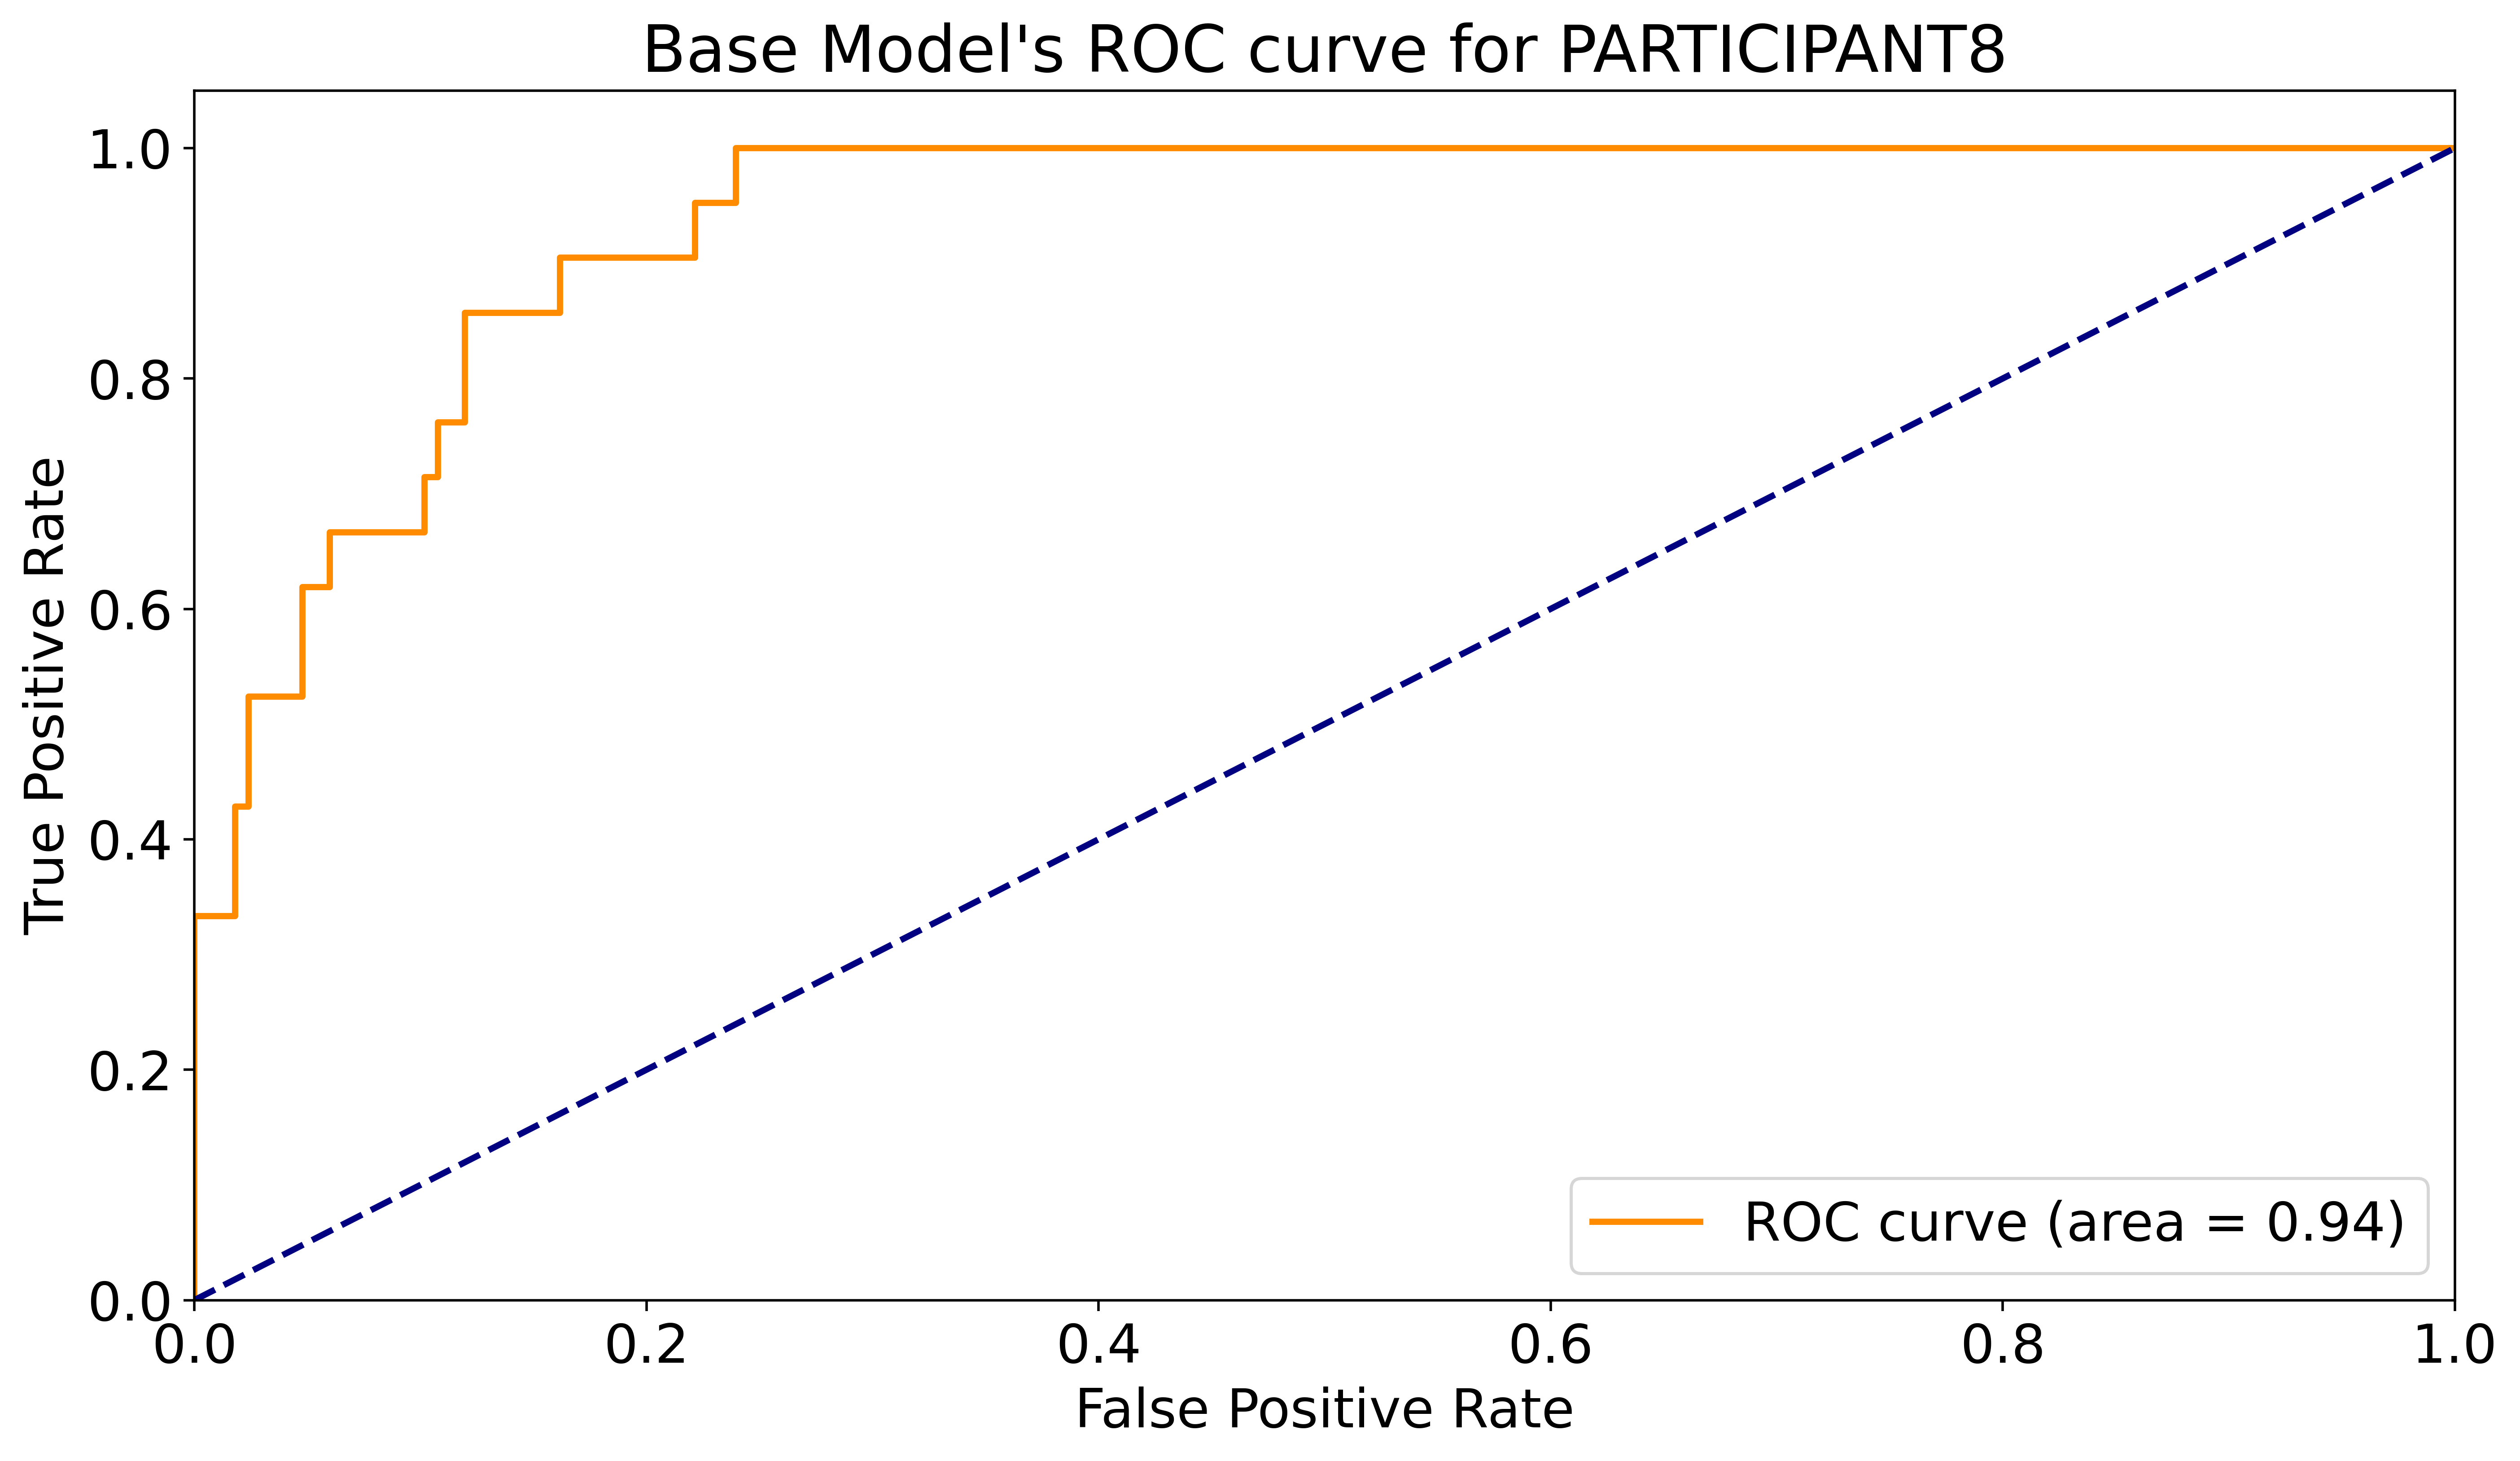 Base Model's ROC curve for PARTICIPANT8
1.0
0.8
0.6
0.4
0.2
0.0
True Positive Rate
ROC curve (area = 0.94)
0.0 0.2 0.4 0.6 0.8 1.0
False Positive Rate